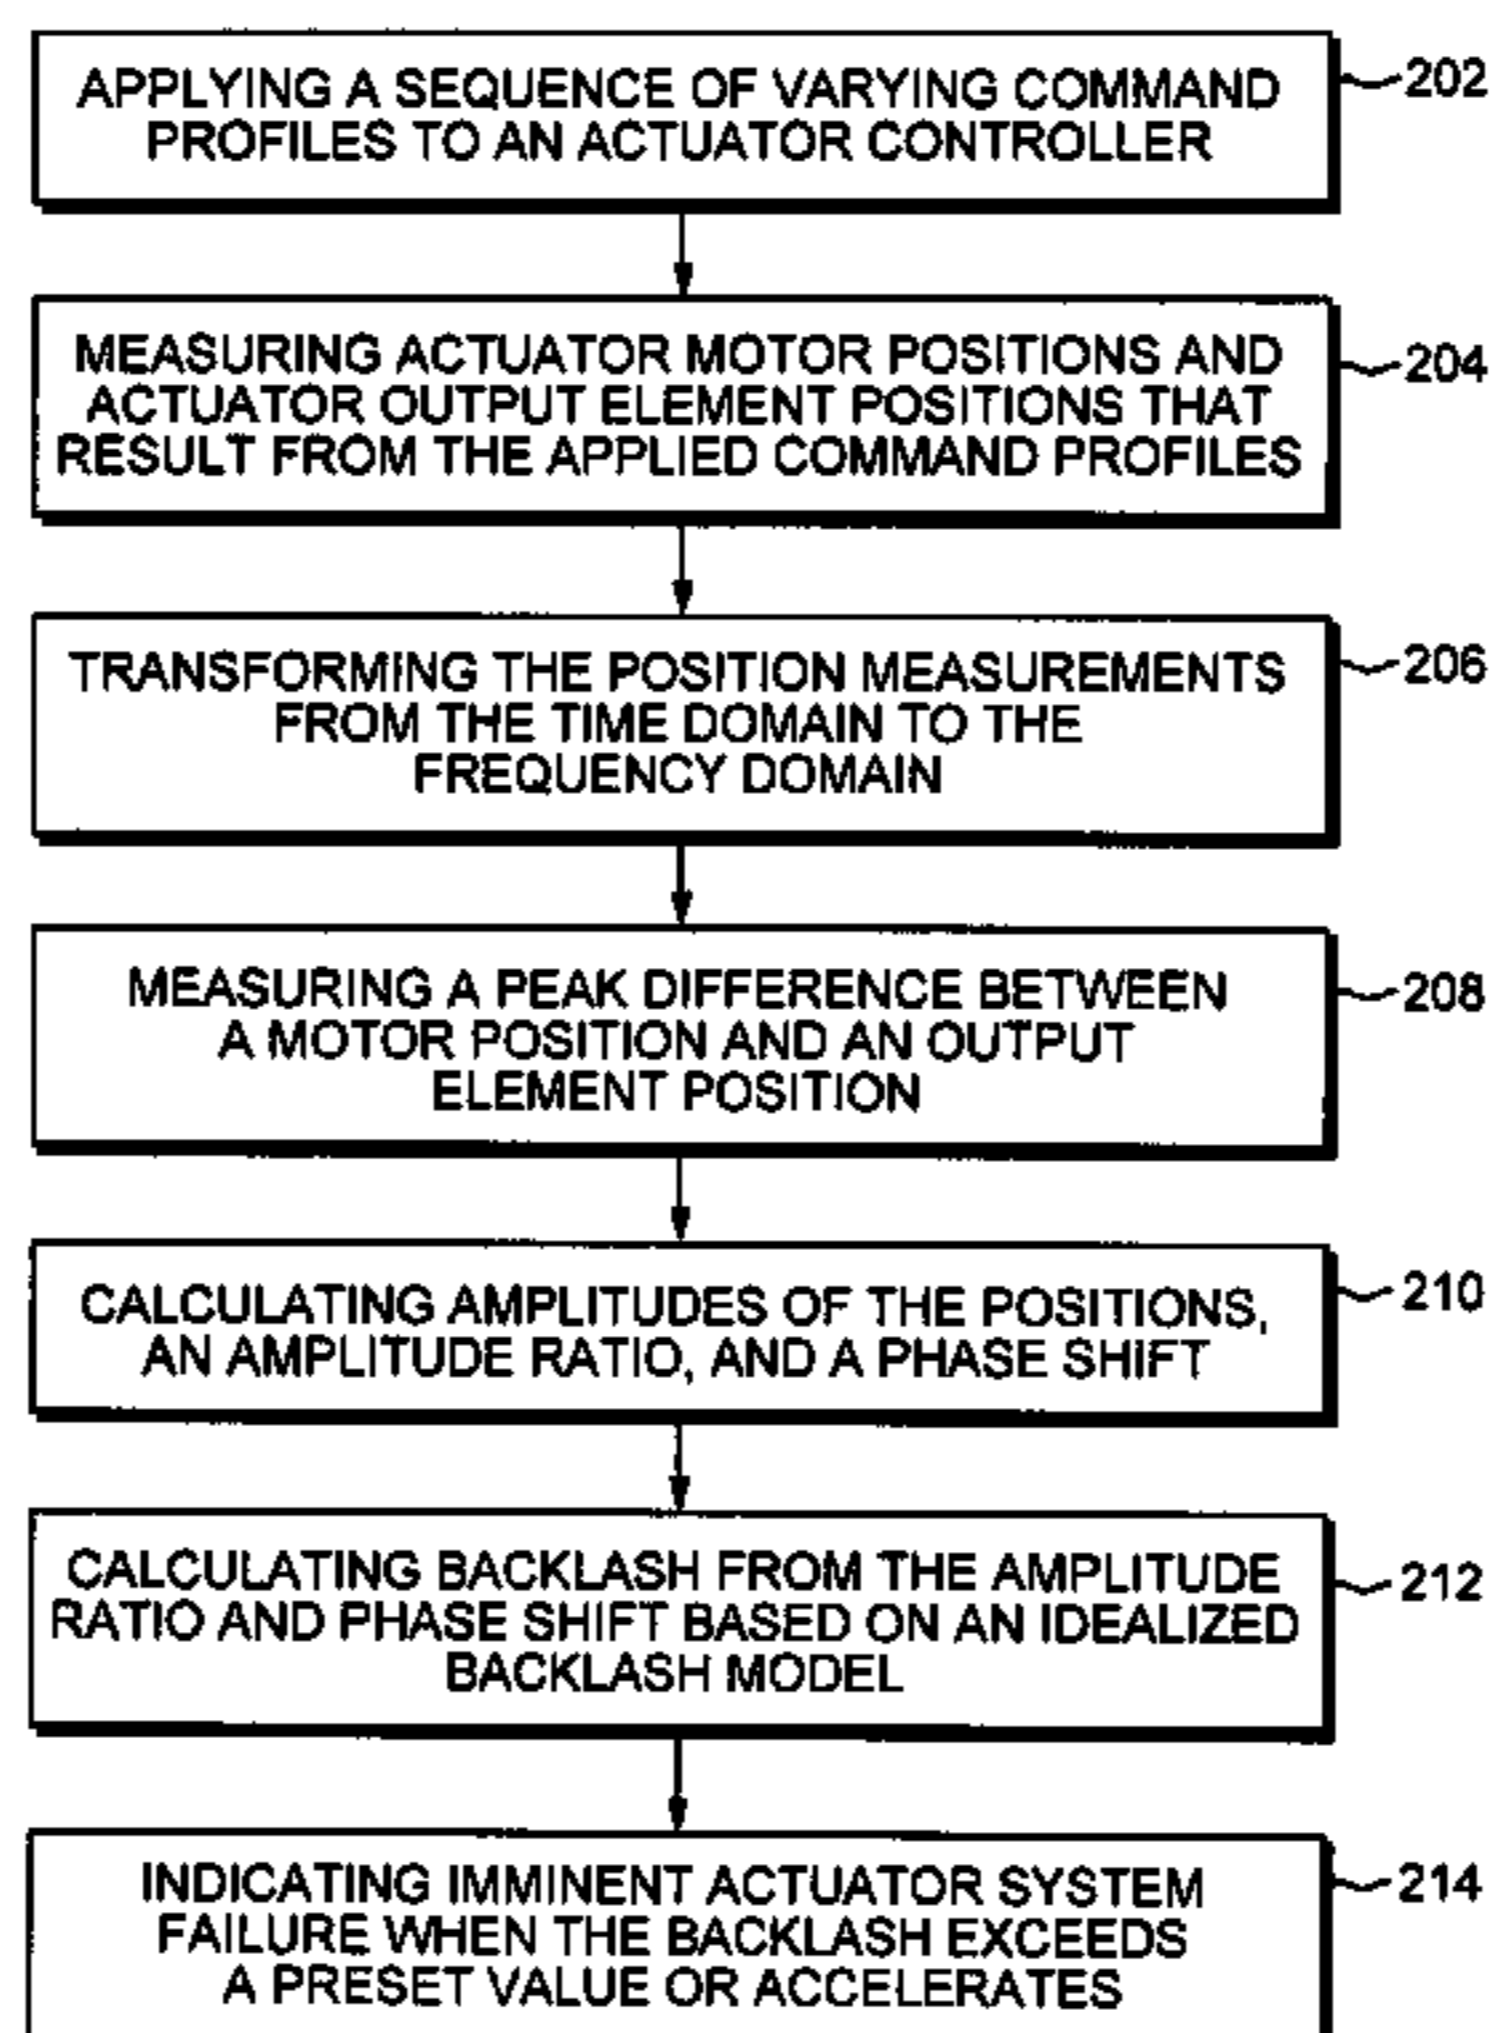 APPLYING A SEQUENCE OF VARYING COMMAND
PROFILES TO AN ACTUATOR CONTROLLER
202
MEASURING ACTUATOR MOTOR POSITIONS AND
ACTUATOR OUTPUT ELEMENT POSITIONS THAT
RESULT FROM THE APPLIED COMMAND PROFILES
204
TRANSFORMING THE POSITION MEASUREMENTS
FROM THE TIME DOMAIN TO THE
FREQUENCY DOMAIN
206
MEASURING A PEAK DIFFERENCE BETWEEN
A MOTOR POSITION AND AN OUTPUT
ELEMENT POSITION
208
CALCULATING AMPLITUDES OF THE POSITIONS,
AN AMPLITUDE RATIO, AND A PHASE SHIFT
210
CALCULATING BACKLASH FROM THE AMPLITUDE
RATIO AND PHASE SHIFT BASED ON AN IDEALIZED
BACKLASH MODEL
212
INDICATING IMMINENT ACTUATOR SYSTEM
FAILURE WHEN THE BACKLASH EXCEEDS
A PRESET VALUE OR ACCELERATES
214